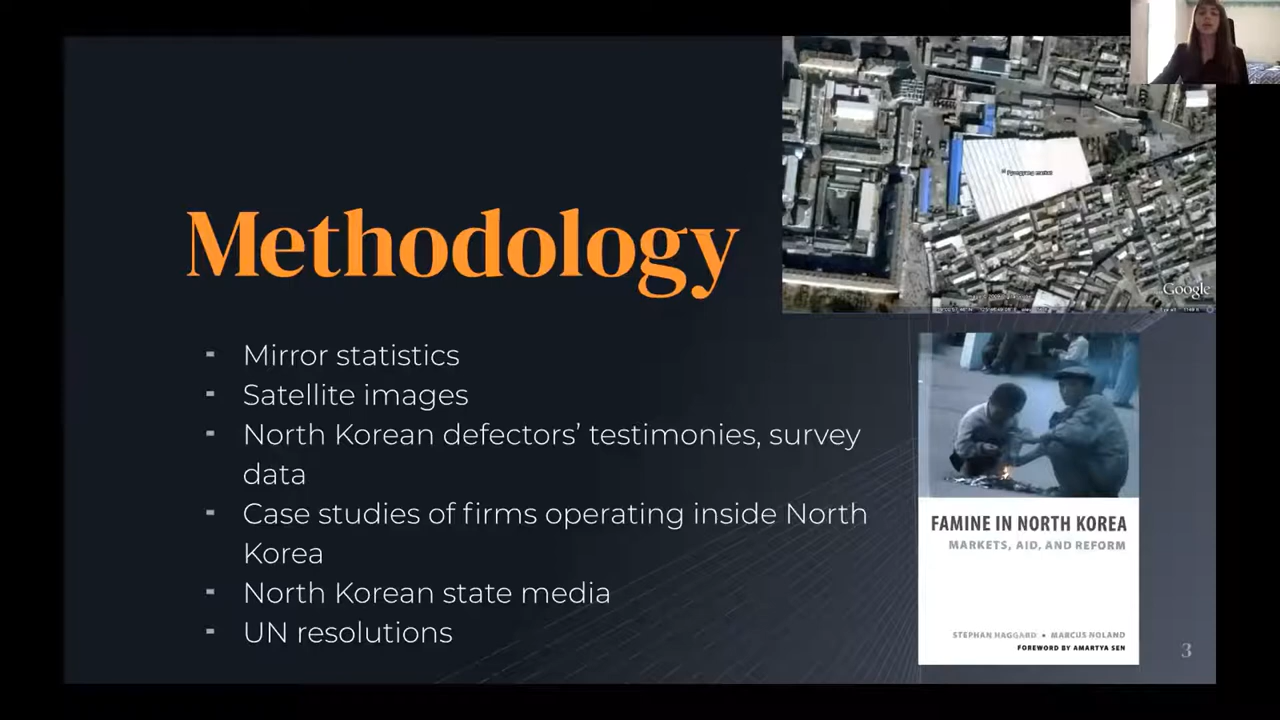 Methodology
- Mirror statistics
- Satellite images
- North Korean defectors’ testimonies, survey
data
- Case studies of firms operating inside North
Korea
- North Korean state media
- UN resolutions
Google
FAMINE IN NORTH KOREA
MARKETS, AID, AND REFORM
STEPHAN HAGGARD • MARCUS NOLAND
FOREWORD BY AMARTYA SEN
3